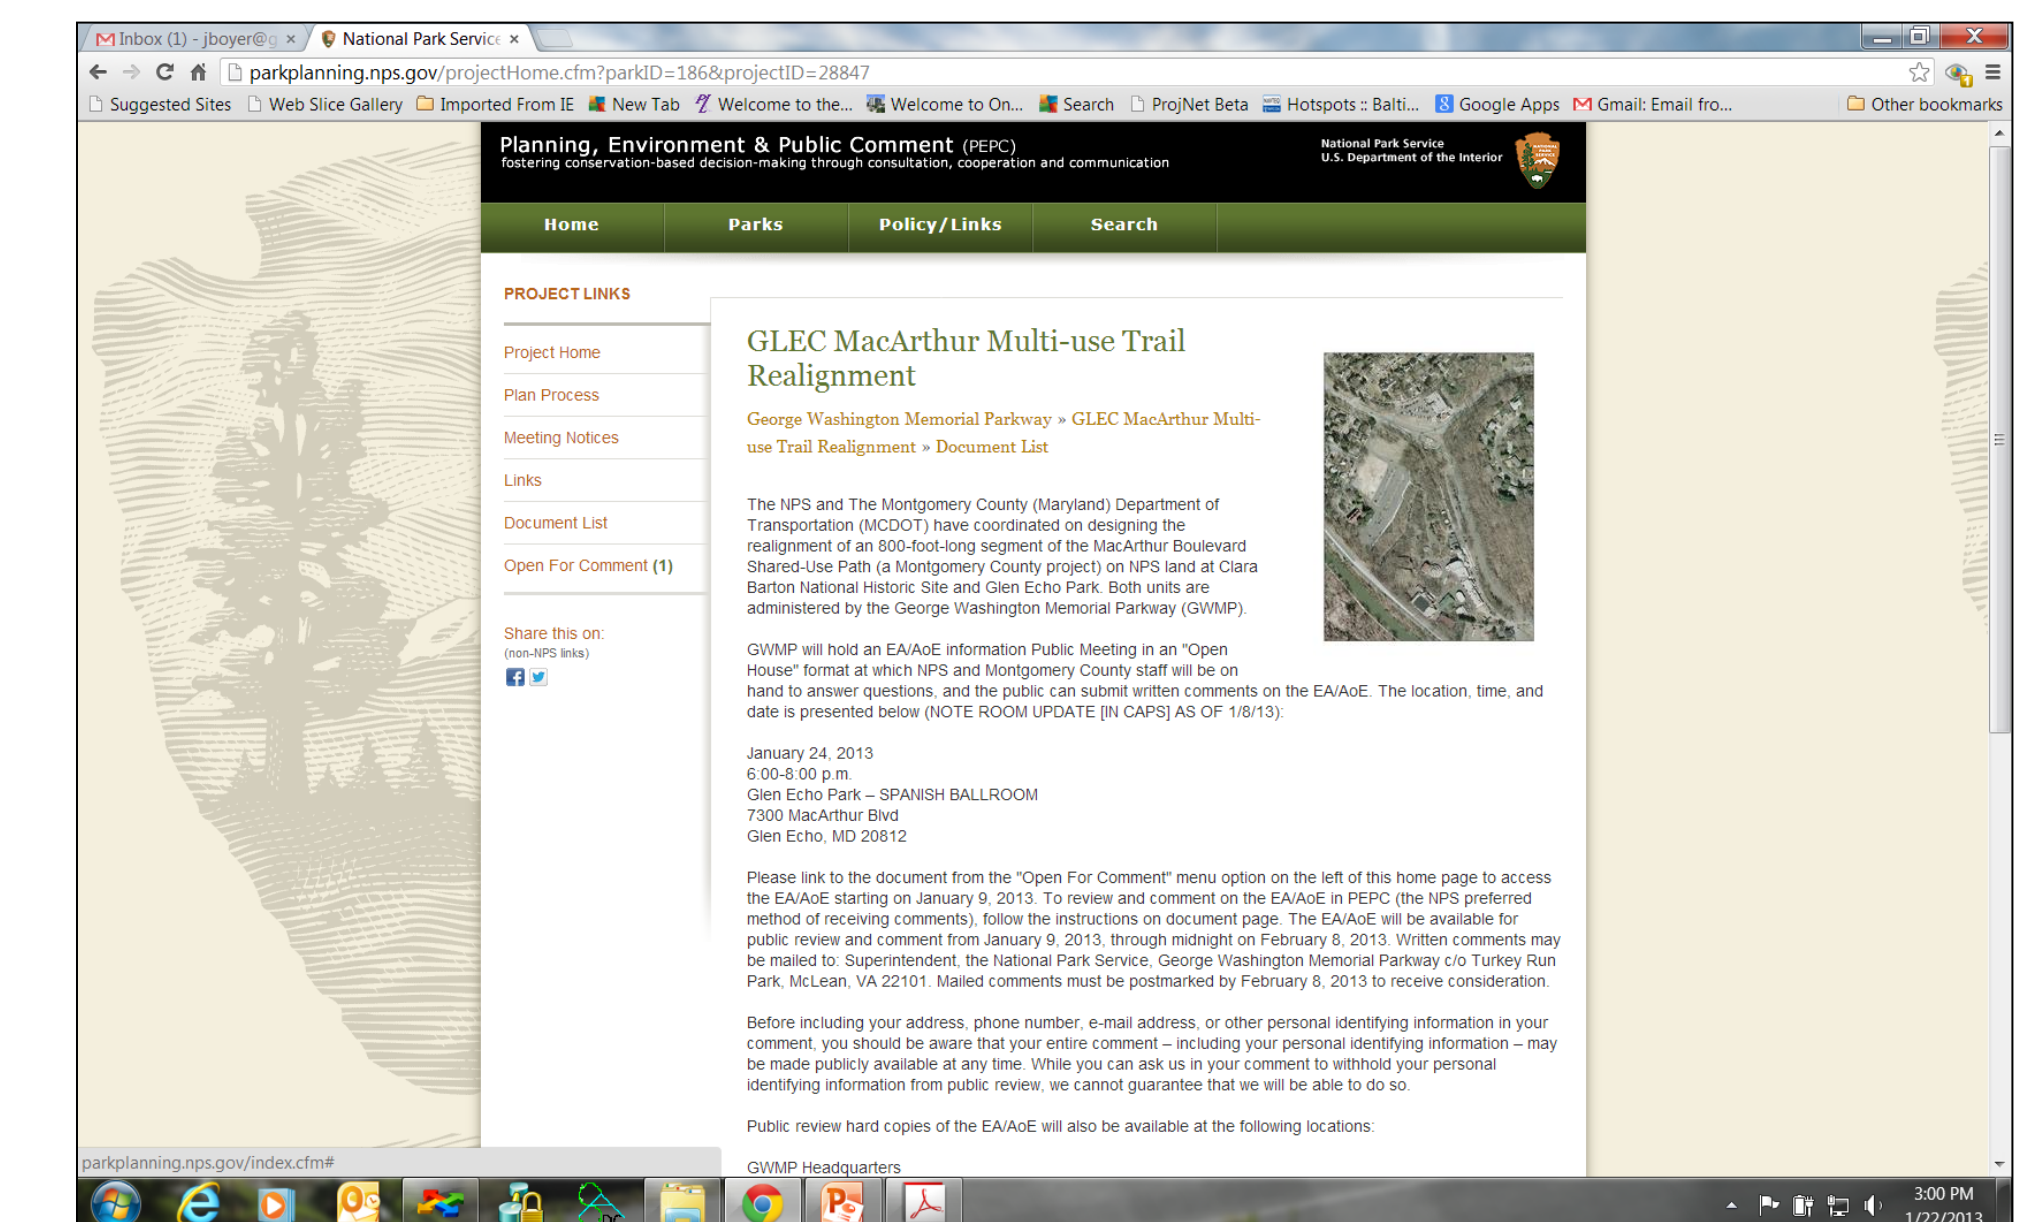 Inbox (1) - jboyer@g
National Park Service
parkplanning.nps.gov/projectHome.cfm?parkID=186&projectID=28847
Suggested Sites Web Slice Gallery Imported From IE New Tab Welcome to the... Welcome to On... Search ProjNet Beta Hotspots :: Balti... Google Apps Gmail: Email fro... Other bookmarks
Planning, Environment & Public Comment (PEPC)
fostering conservation-based decision-making through consultation, cooperation and communication
National Park Service
U.S. Department of the Interior
Home Parks Policy/Links Search
PROJECT LINKS
Project Home
Plan Process
Meeting Notices
Links
Document List
Open For Comment (1)
Share this on:
(non-NPS links)
GLEC MacArthur Multi-use Trail
Realignment
George Washington Memorial Parkway » GLEC MacArthur Multi-
use Trail Realignment » Document List
The NPS and The Montgomery County (Maryland) Department of
Transportation (MCDOT) have coordinated on designing the
realignment of an 800-foot-long segment of the MacArthur Boulevard
Shared-Use Path (a Montgomery County project) on NPS land at Clara
Barton National Historic Site and Glen Echo Park. Both units are
administered by the George Washington Memorial Parkway (GWMP).
GWMP will hold an EA/AoE information Public Meeting in an "Open
House" format at which NPS and Montgomery County staff will be on
hand to answer questions, and the public can submit written comments on the EA/AoE. The location, time, and
date is presented below (NOTE ROOM UPDATE [IN CAPS] AS OF 1/8/13):
January 24, 2013
6:00-8:00 p.m.
Glen Echo Park – SPANISH BALLROOM
7300 MacArthur Blvd
Glen Echo, MD 20812
Please link to the document from the "Open For Comment" menu option on the left of this home page to access
the EA/AoE starting on January 9, 2013. To review and comment on the EA/AoE in PEPC (the NPS preferred
method of receiving comments), follow the instructions on document page. The EA/AoE will be available for
public review and comment from January 9, 2013, through midnight on February 8, 2013. Written comments may
be mailed to: Superintendent, the National Park Service, George Washington Memorial Parkway c/o Turkey Run
Park, McLean, VA 22101. Mailed comments must be postmarked by February 8, 2013 to receive consideration.
Before including your address, phone number, e-mail address, or other personal identifying information in your
comment, you should be aware that your entire comment – including your personal identifying information – may
be made publicly available at any time. While you can ask us in your comment to withhold your personal
identifying information from public review, we cannot guarantee that we will be able to do so.
Public review hard copies of the EA/AoE will also be available at the following locations:
GWMP Headquarters
parkplanning.nps.gov/index.cfm#
3:00 PM
1/22/2013